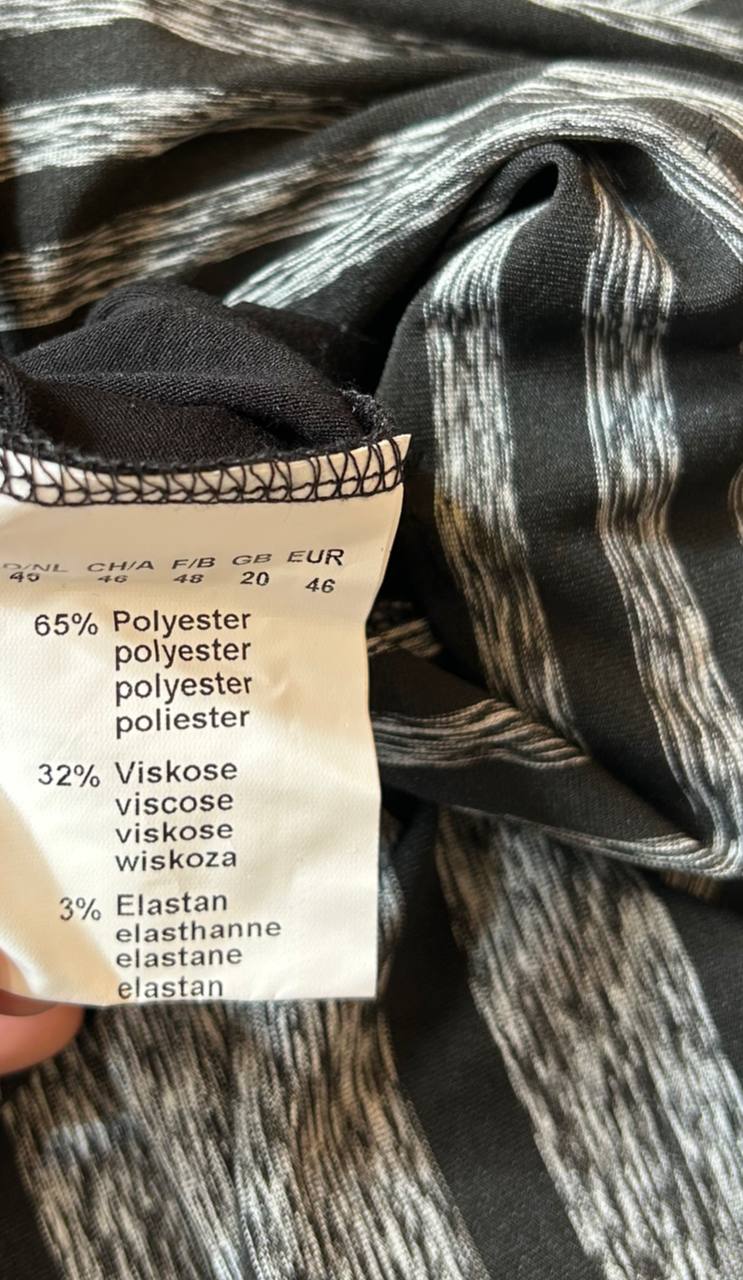 D/NL CH/A F/B GB EUR
46 48 20 46
65% Polyester
polyester
polyester
poliester
32% Viskose
viscose
viskose
wiskoza
3% Elastan
elasthanne
elastane
elastan